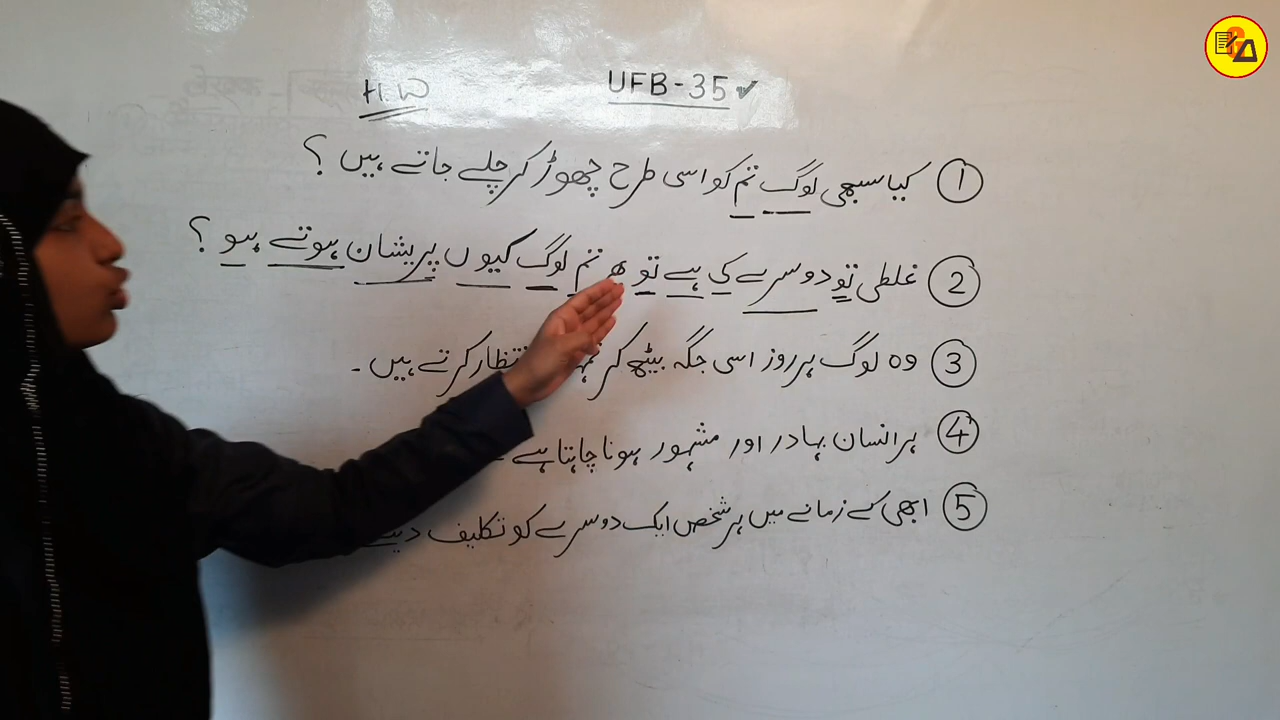 H.W UFB-35 ✓
① کیا سبھی لوگ تم کو اسی طرح چھوڑ کر چلے جاتے ہیں ؟
② غلطی تو دوسرے کی ہے تو تم لوگ کیوں پریشان ہوتے ہو ؟
③ وہ لوگ ہر روز اسی جگہ بیٹھ کر انتظار کرتے ہیں ۔
④ ہر انسان بہادر اور مشہور ہونا چاہتا ہے
⑤ ابھی کے زمانے میں ہر شخص ایک دوسرے کو تکلیف